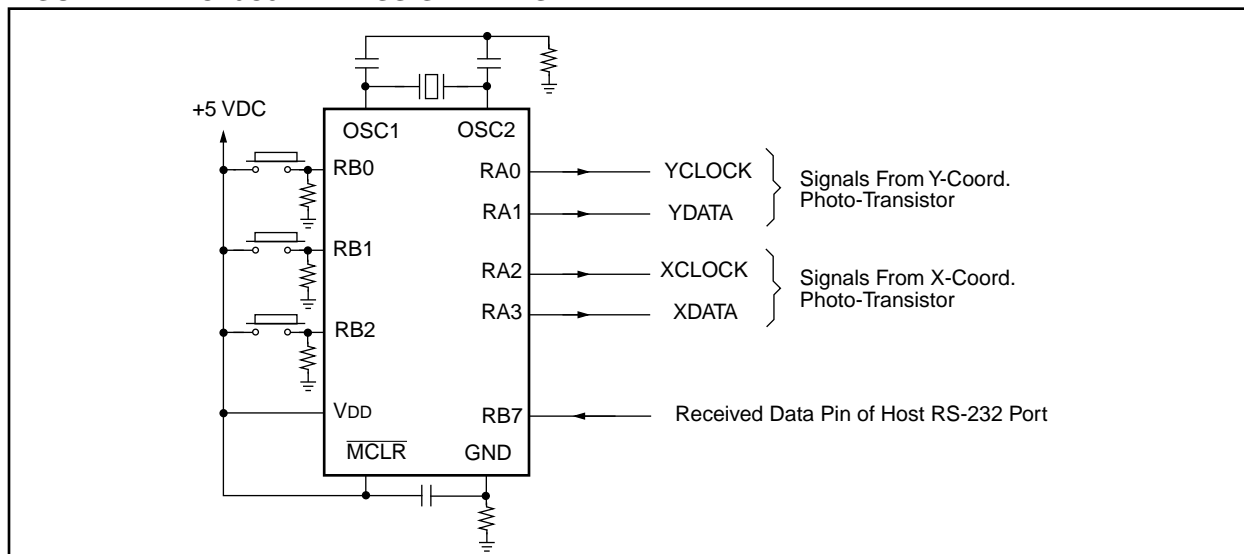 +5 VDC
OSC1 OSC2
RB0
RB1
RB2
VDD
MCLR GND
RA0
RA1
RA2
RA3
RB7
YCLOCK
YDATA
Signals From Y-Coord.
Photo-Transistor
XCLOCK
XDATA
Signals From X-Coord.
Photo-Transistor
Received Data Pin of Host RS-232 Port